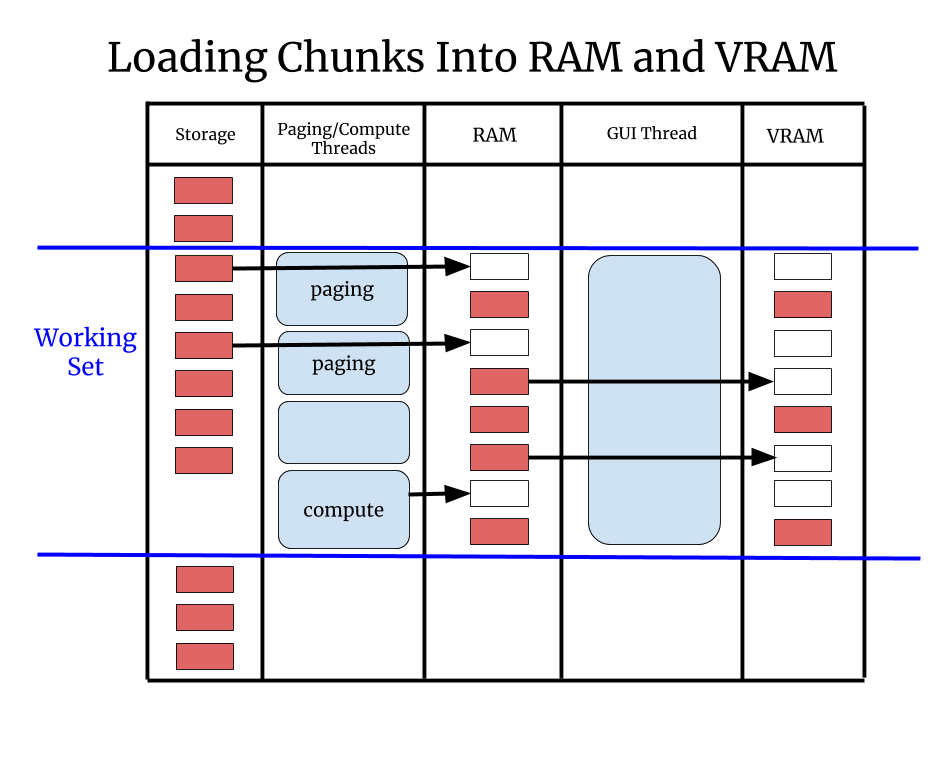 Loading Chunks Into RAM and VRAM
Storage
Paging/Compute
Threads
RAM
GUI Thread
VRAM
Working
Set
paging
paging
compute